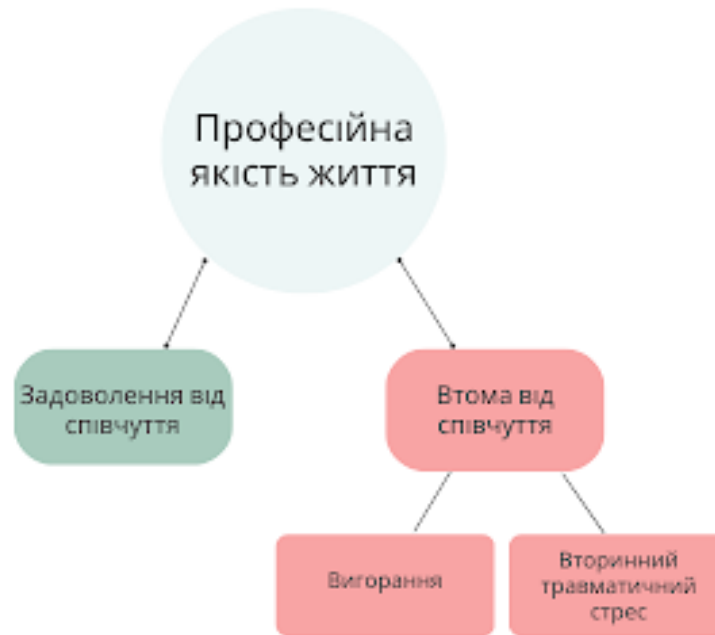 Професійна
якість життя
Задоволення від
співчуття
Втома від
співчуття
Вигорання
Вторинний
травматичний
стрес